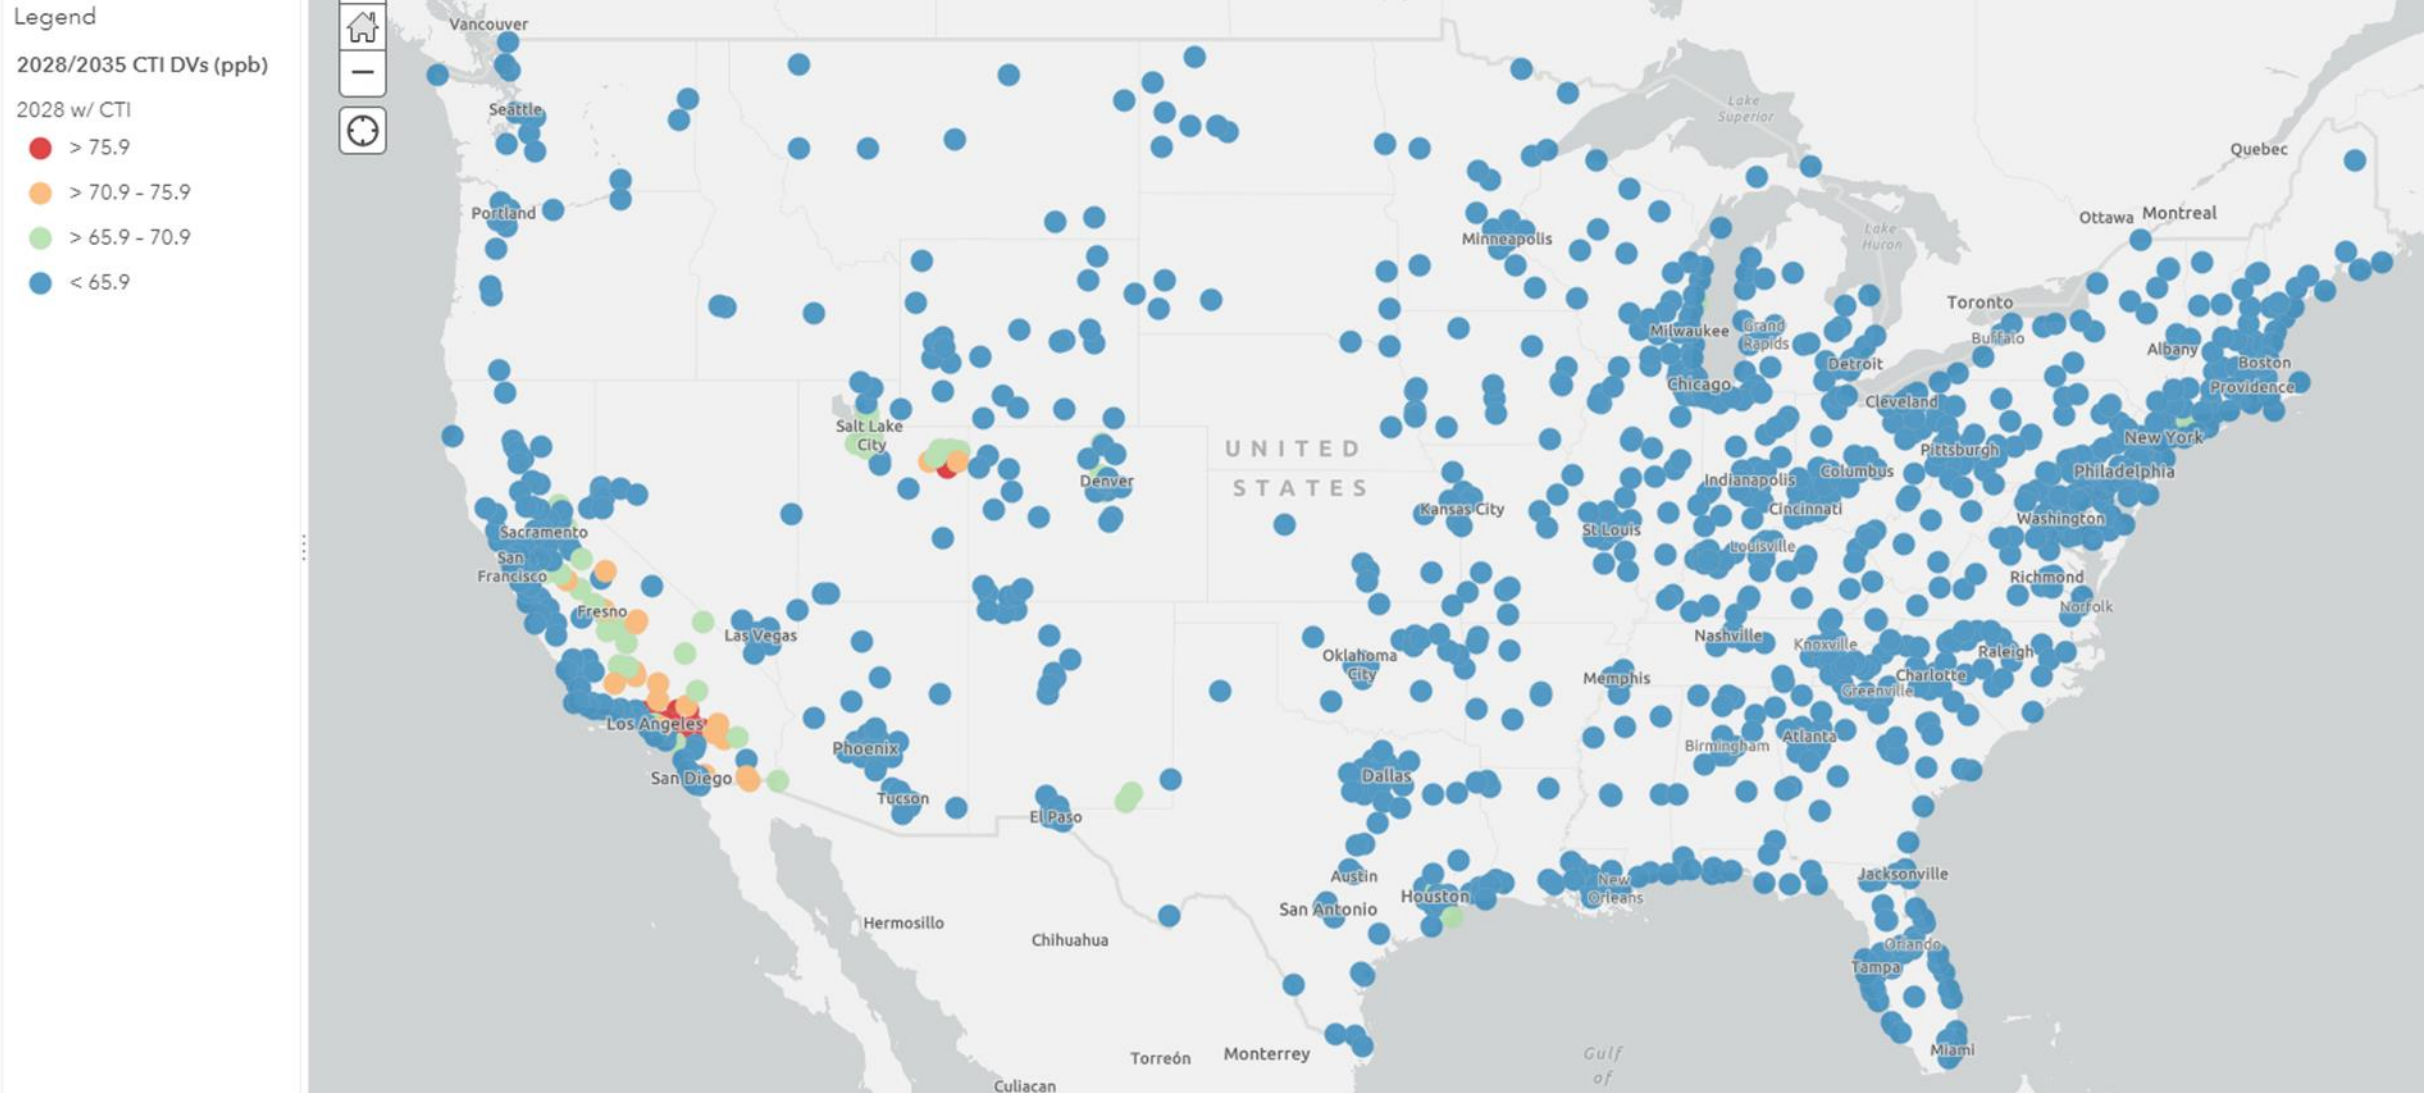 Legend
2028/2035 CTI DVs (ppb)
2028 w/ CTI
> 75.9
> 70.9 - 75.9
> 65.9 - 70.9
< 65.9
Vancouver
Seattle
Portland
Lake
Superior
Quebec
Ottawa
Montreal
Minneapolis
Lake
Huron
Toronto
Buffalo
Milwaukee
Grand
Rapids
Detroit
Albany
Boston
Providence
Chicago
Cleveland
Salt Lake
City
UNITED
STATES
Denver
New York
Pittsburgh
Philadelphia
Indianapolis
Columbus
Kansas City
Cincinnati
Washington
St Louis
Sacramento
San
Francisco
Louisville
Richmond
Norfolk
Fresno
Las Vegas
Nashville
Knoxville
Raleigh
Oklahoma
City
Memphis
Charlotte
Greenville
Los Angeles
Phoenix
Birmingham
Atlanta
San Diego
Dallas
Tucson
El Paso
Austin
Jacksonville
New
Orleans
Houston
San Antonio
Hermosillo
Chihuahua
Orlando
Tampa
Miami
Torreón
Monterrey
Gulf
of
Culiacan